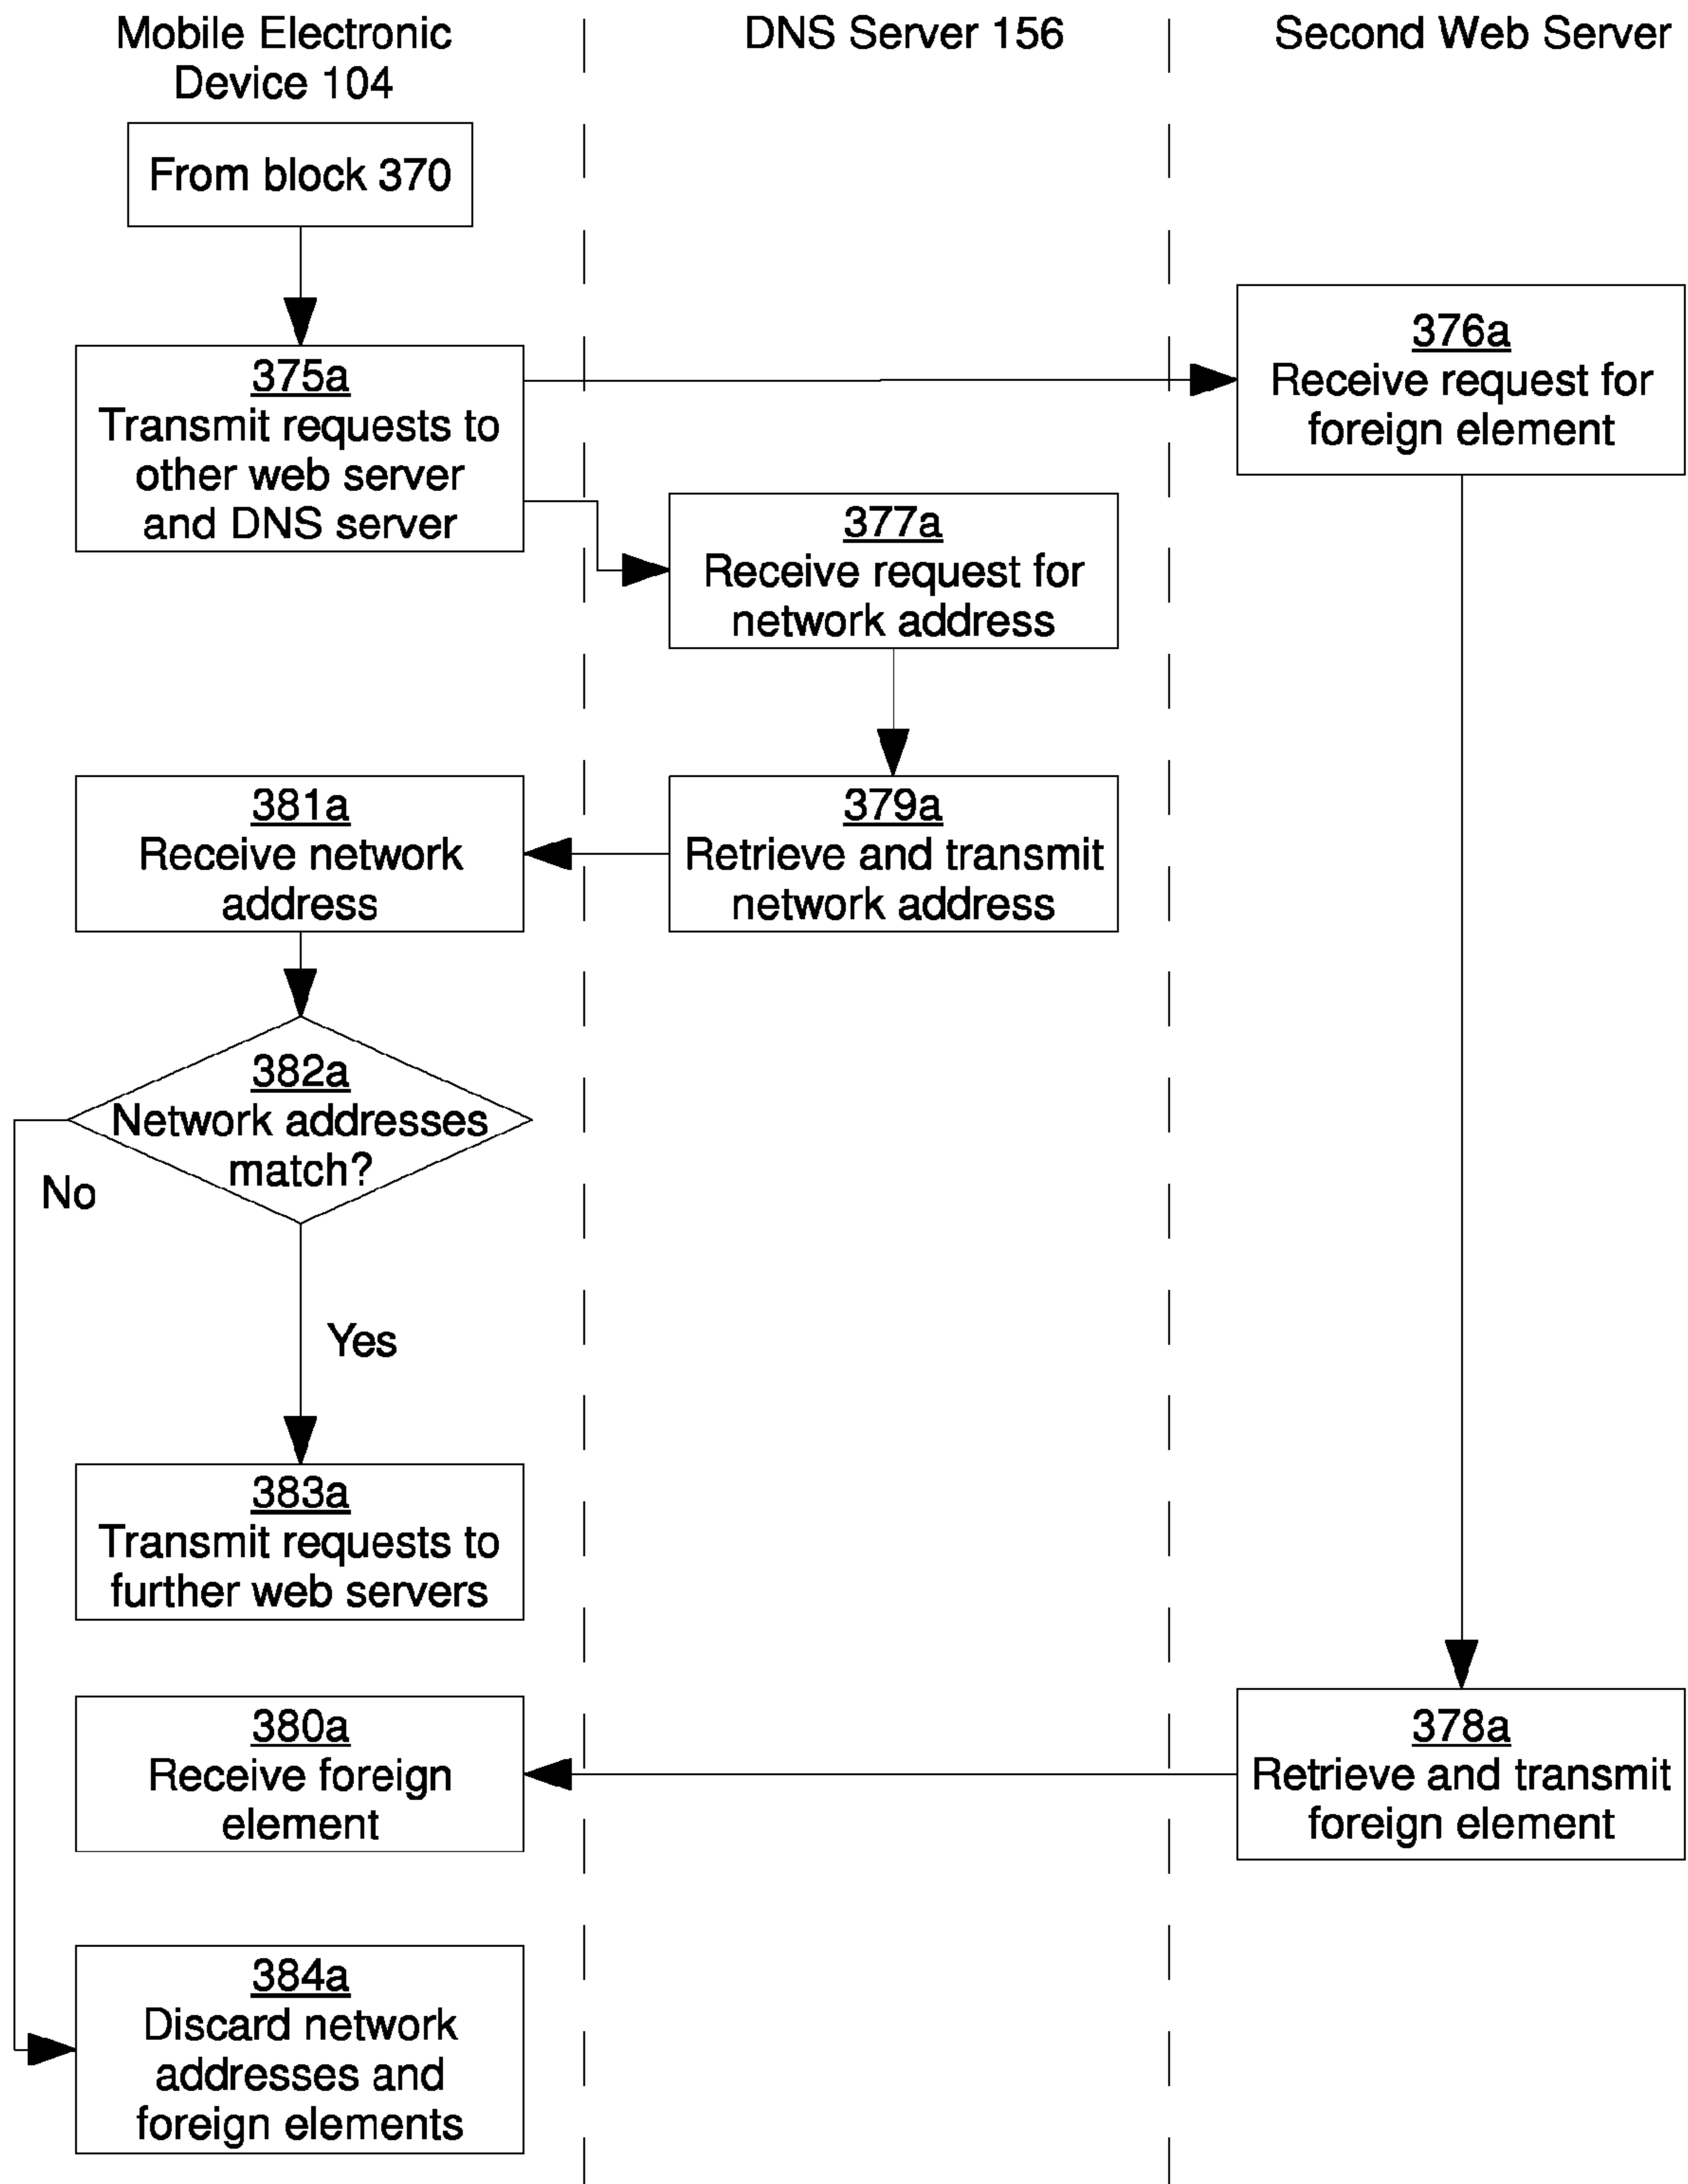 Mobile Electronic
Device 104
DNS Server 156
Second Web Server
From block 370
375a
Transmit requests to
other web server
and DNS server
376a
Receive request for
foreign element
377a
Receive request for
network address
381a
Receive network
address
379a
Retrieve and transmit
network address
382a
Network addresses
match?
No
Yes
383a
Transmit requests to
further web servers
380a
Receive foreign
element
378a
Retrieve and transmit
foreign element
384a
Discard network
addresses and
foreign elements